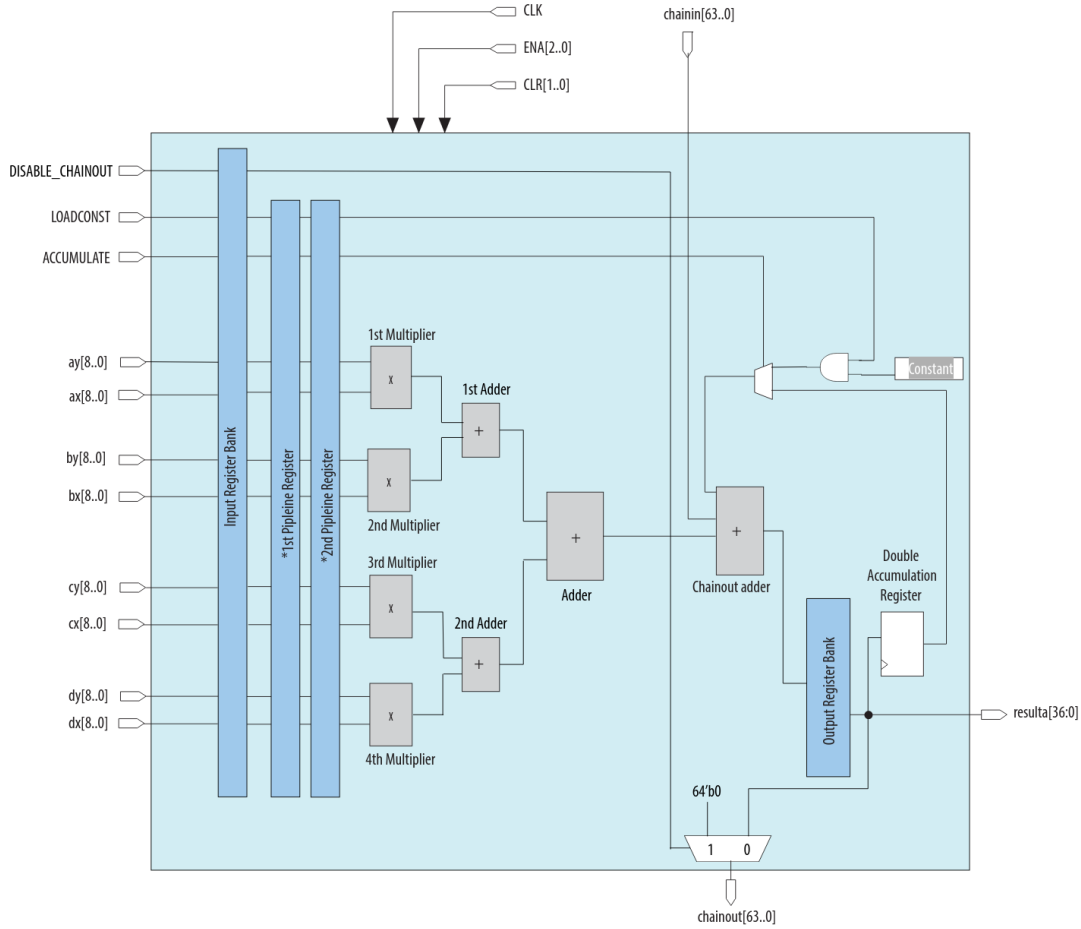 CLK
chainin[63..0]
ENA[2..0]
CLR[1..0]
DISABLE_CHAINOUT
LOADCONST
ACCUMULATE
1st Multiplier
ay[8..0]
x
Constant
ax[8..0]
1st Adder
+
by[8..0]
x
bx[8..0]
2nd Multiplier
Input Register Bank
*1st Pipleine Register
*2nd Pipleine Register
+
Adder
+
Chainout adder
3rd Multiplier
cy[8..0]
x
cx[8..0]
2nd Adder
+
Double
Accumulation
Register
dy[8..0]
x
dx[8..0]
4th Multiplier
Output Register Bank
resulta[36:0]
64'b0
1 0
chainout[63..0]